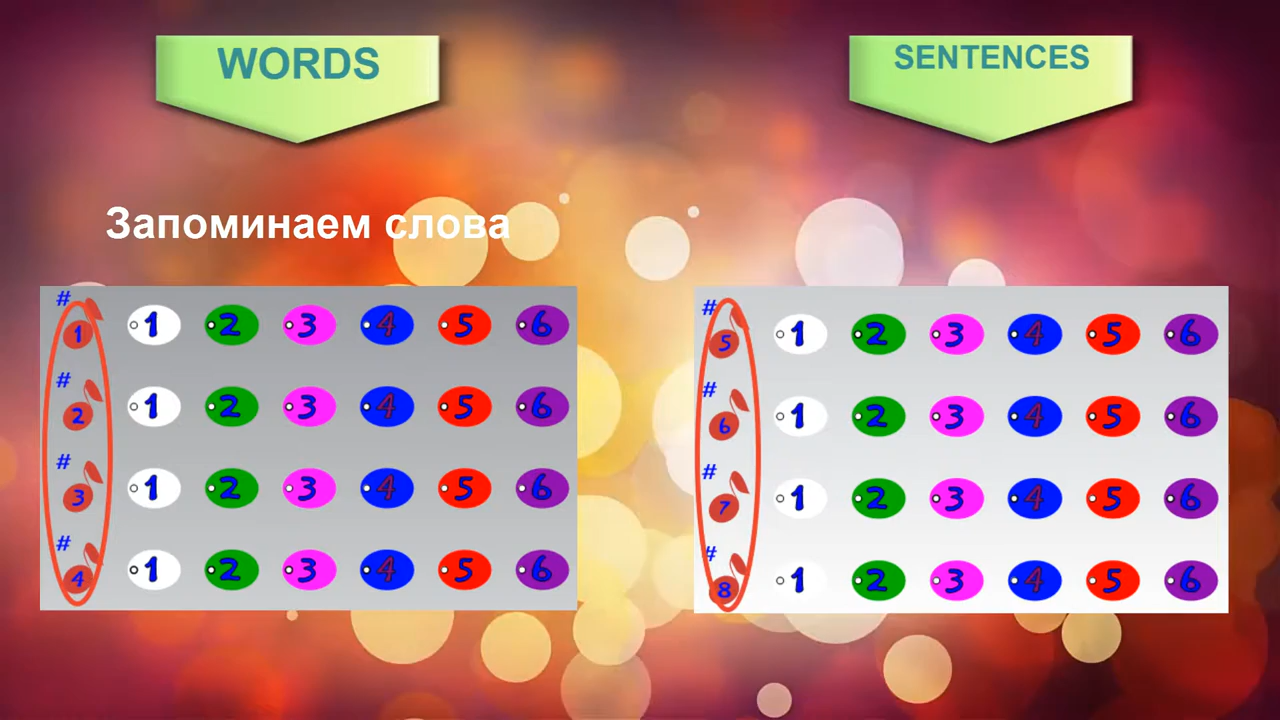 WORDS
SENTENCES
Запоминаем слова
#
1 1 2 3 4 5 6
#
2 1 2 3 4 5 6
#
3 1 2 3 4 5 6
#
4 1 2 3 4 5 6
#
5 1 2 3 4 5 6
#
6 1 2 3 4 5 6
#
7 1 2 3 4 5 6
#
8 1 2 3 4 5 6